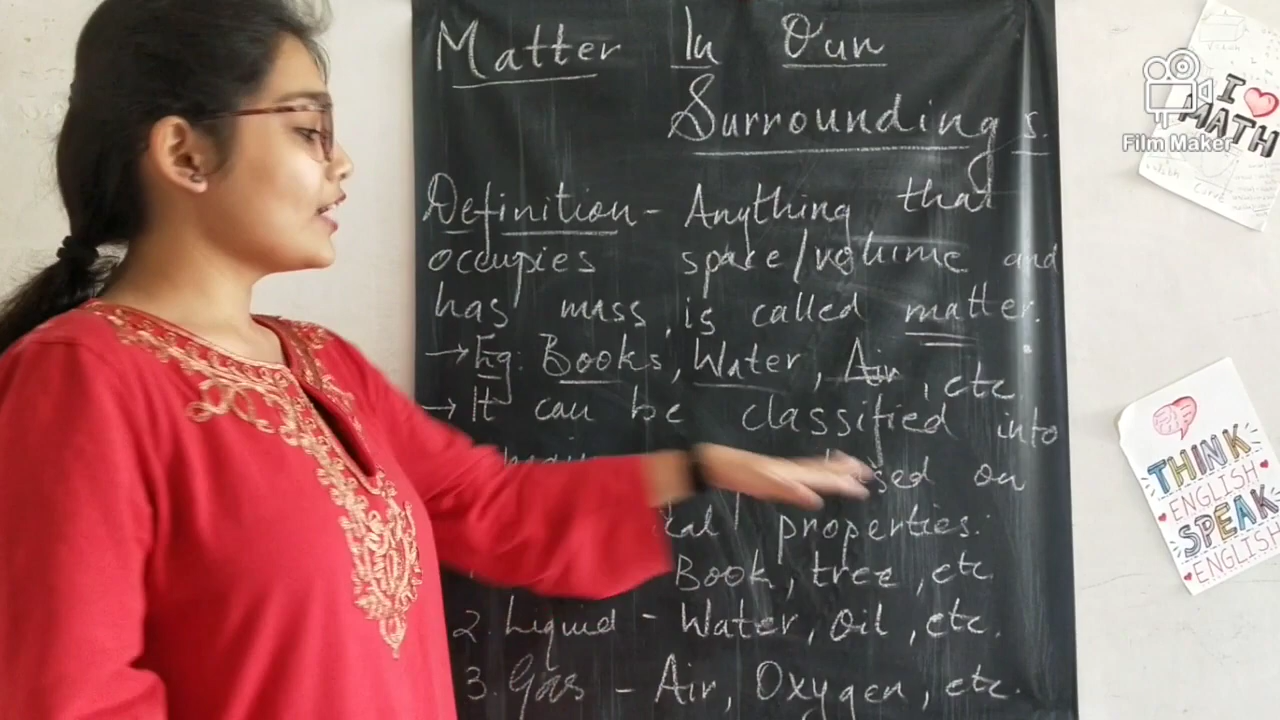 Matter In Our
Surroundings.
Definition - Anything that
occupies space/volume and
has mass, is called matter.
→ Eg: Books, Water, Air, etc
→ It can be classified into
based on
properties:
Book, tree, etc
2. Liquid - Water, Oil, etc.
3. Gas - Air, Oxygen, etc.
I
MATH
Film Maker
THINK
ENGLISH
SPEAK
ENGLISH